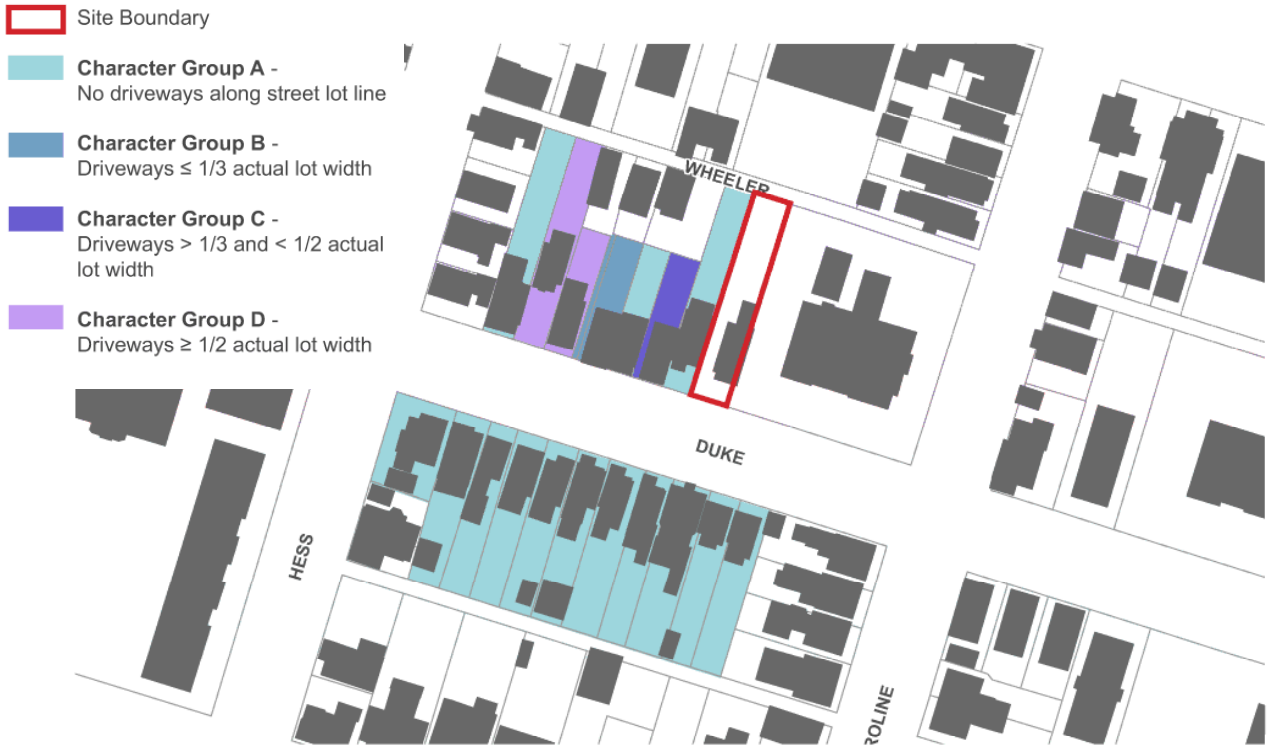 Site Boundary
Character Group A -
No driveways along street lot line
Character Group B -
Driveways ≤ 1/3 actual lot width
Character Group C -
Driveways > 1/3 and < 1/2 actual
lot width
Character Group D -
Driveways ≥ 1/2 actual lot width
WHEELER
DUKE
HESS
ROLINE